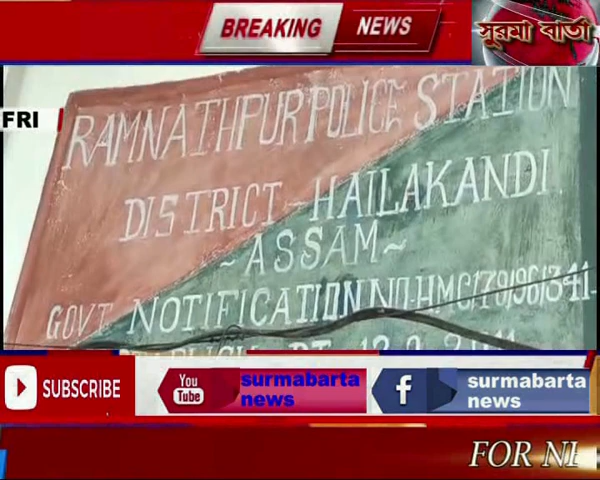 BREAKING NEWS
সুরমা বার্তা
FRI
RAMNATHPUR POLICE STATION
DISTRICT-HAILAKANDI
~ASSAM~
GOVT NOTIFICATION NO-HMC179/96/341-
SUBSCRIBE
You Tube
surmabarta news
f
surmabarta news
FOR NE